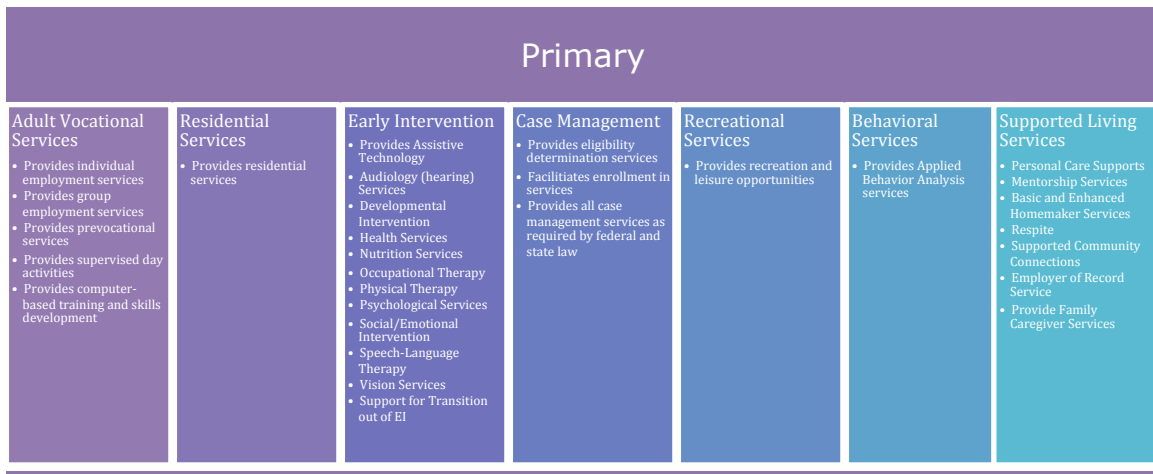 Primary
Adult Vocational
Services
• Provides individual
employment services
• Provides group
employment services
• Provides prevocational
services
• Provides supervised day
activities
• Provides computer-
based training and skills
development
Residential
Services
• Provides residential
services
Early Intervention
• Provides Assistive
Technology
• Audiology (hearing)
Services
• Developmental
Intervention
• Health Services
• Nutrition Services
• Occupational Therapy
• Physical Therapy
• Psychological Services
• Social/Emotional
Intervention
• Speech-Language
Therapy
• Vision Services
• Support for Transition
out of EI
Case Management
• Provides eligibility
determination services
• Facilitiates enrollment in
services
• Provides all case
management services as
required by federal and
state law
Recreational
Services
• Provides recreation and
leisure opportunities
Behavioral
Services
• Provides Applied
Behavior Analysis
services
Supported Living
Services
• Personal Care Supports
• Mentorship Services
• Basic and Enhanced
Homemaker Services
• Respite
• Supported Community
Connections
• Employer of Record
Service
• Provide Family
Caregiver Services